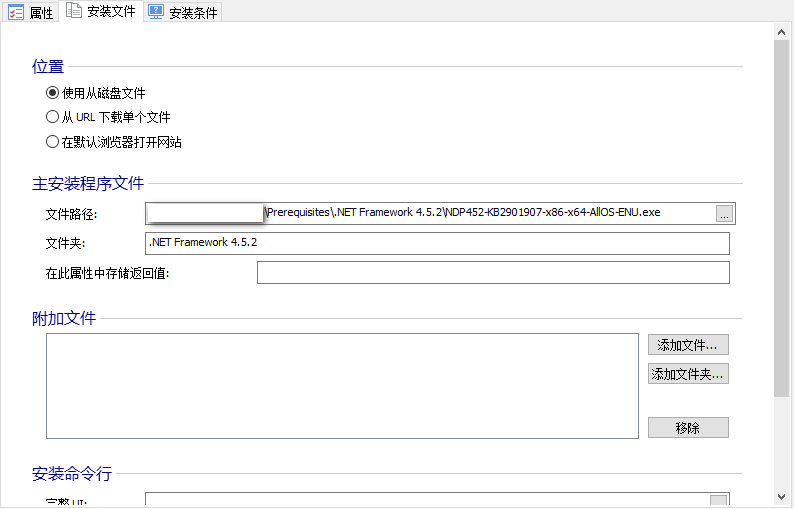 属性 安装文件 安装条件
位置
使用从磁盘文件
从 URL 下载单个文件
在默认浏览器打开网站
主安装程序文件
文件路径: \Prerequisites\.NET Framework 4.5.2\NDP452-KB2901907-x86-x64-AllOS-ENU.exe ...
文件夹: .NET Framework 4.5.2
在此属性中存储返回值:
附加文件
添加文件...
添加文件夹...
移除
安装命令行
完整 UI: